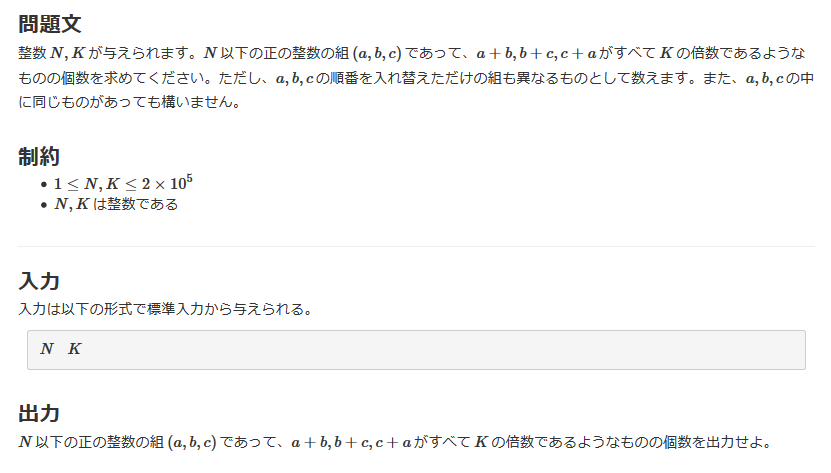 問題文
整数 N, K が与えられます。N 以下の正の整数の組 (a, b, c) であって、a + b, b + c, c + a がすべて K の倍数であるような
ものの個数を求めてください。ただし、a, b, c の順番を入れ替えただけの組も異なるものとして数えます。また、a, b, c の中
に同じものがあっても構いません。
制約
• 1 ≤ N, K ≤ 2 × 10⁵
• N, K は整数である
入力
入力は以下の形式で標準入力から与えられる。
N K
出力
N 以下の正の整数の組 (a, b, c) であって、a + b, b + c, c + a がすべて K の倍数であるようなものの個数を出力せよ。